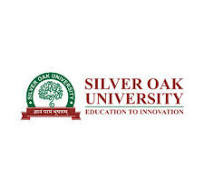 SILVER OAK UNIVERSITY
SILVER OAK
UNIVERSITY
EDUCATION TO INNOVATION